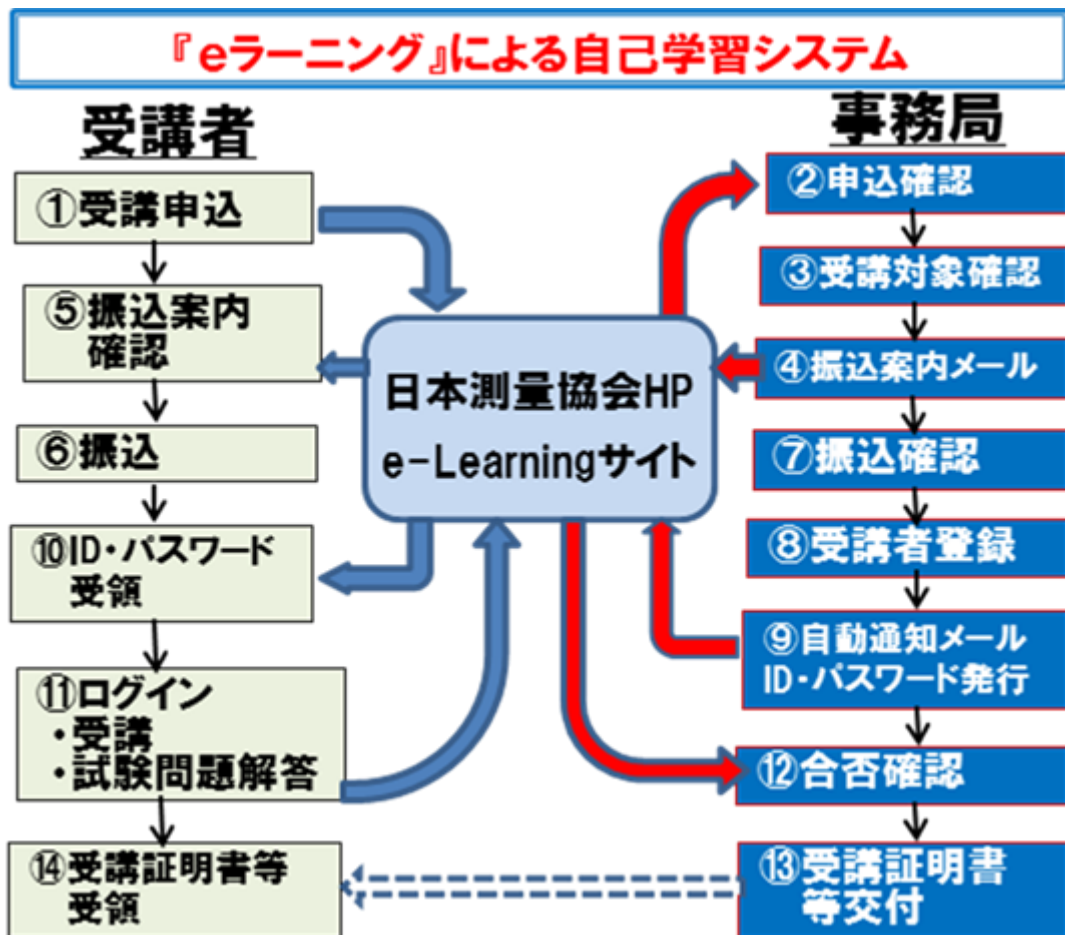 『eラーニング』による自己学習システム
受講者
①受講申込
⑤振込案内
確認
⑥振込
⑩ID・パスワード
受領
⑪ログイン
・受講
・試験問題解答
⑭受講証明書等
受領
日本測量協会HP
e-Learningサイト
事務局
②申込確認
③受講対象確認
④振込案内メール
⑦振込確認
⑧受講者登録
⑨自動通知メール
ID・パスワード発行
⑫合否確認
⑬受講証明書
等交付